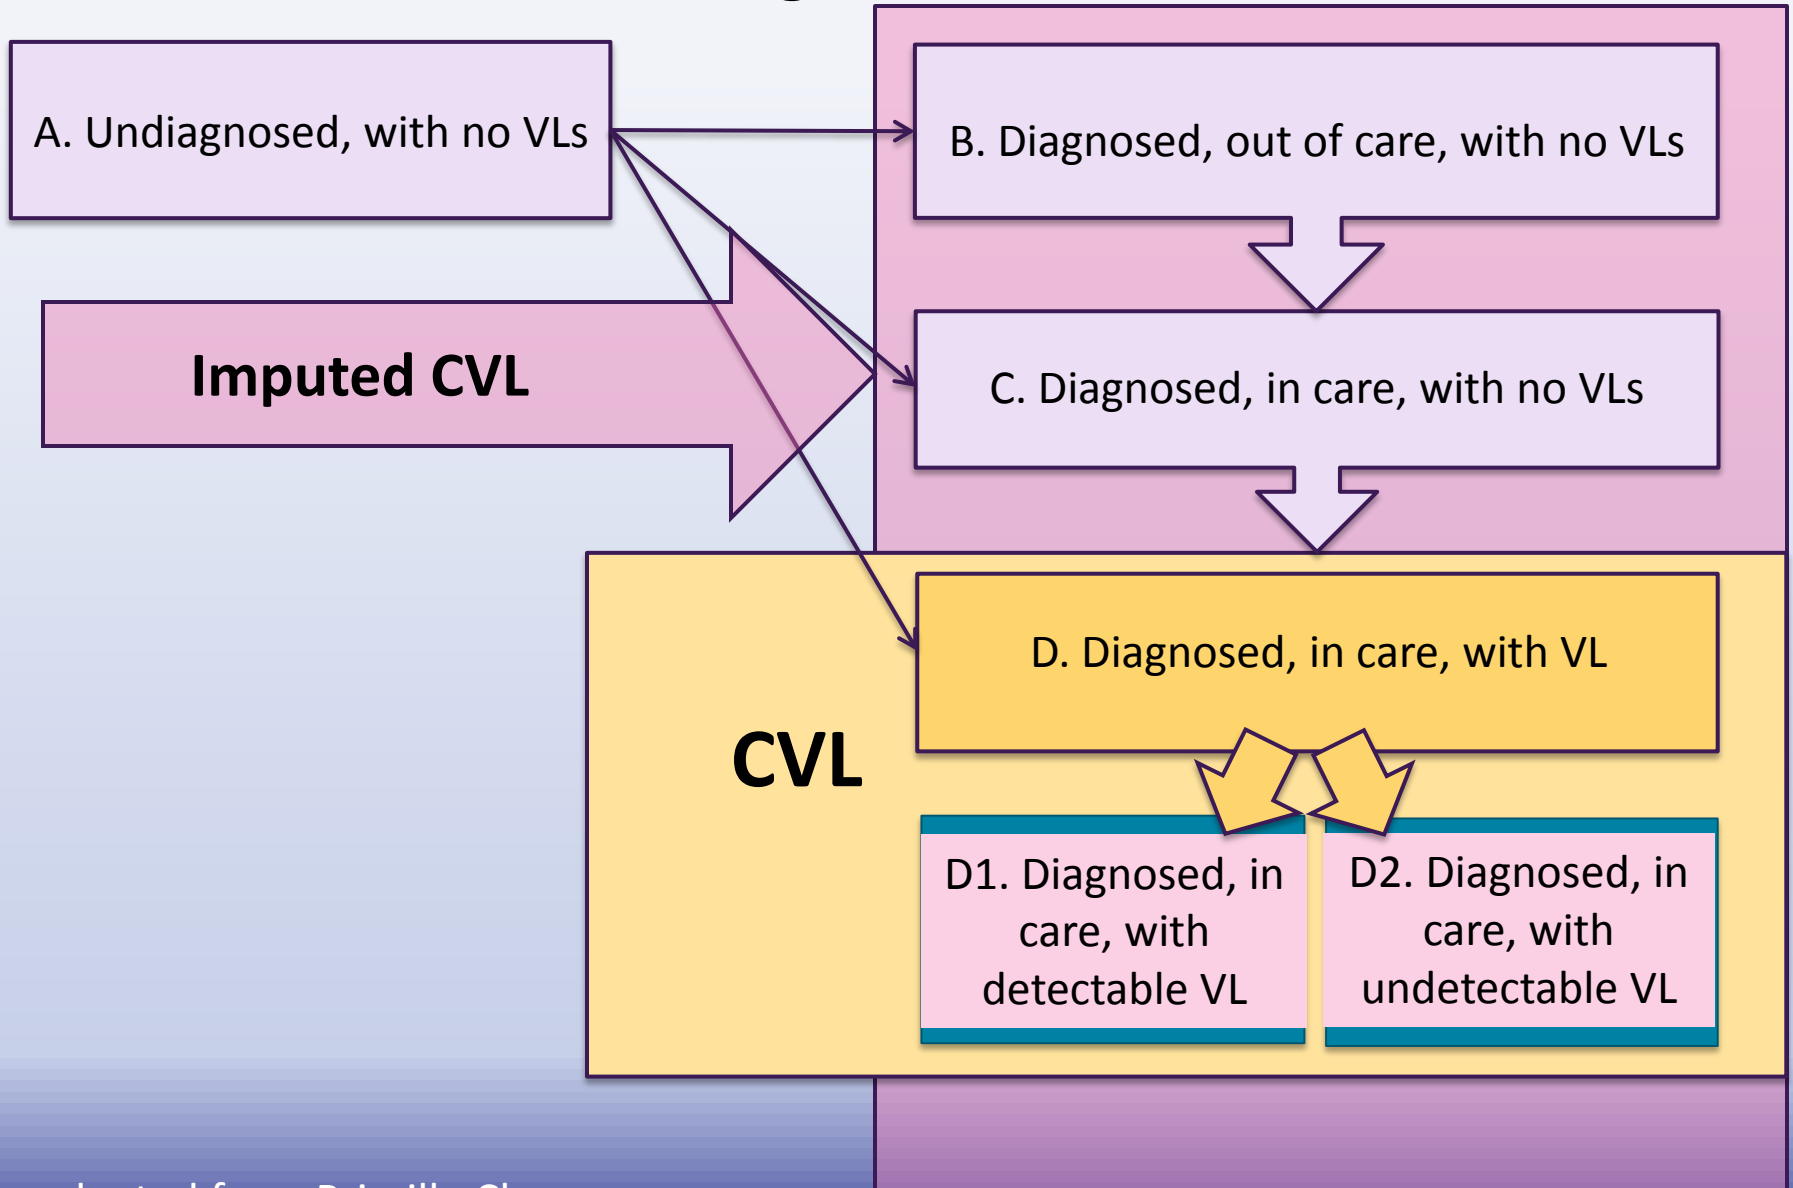 A. Undiagnosed, with no VLs
B. Diagnosed, out of care, with no VLs
Imputed CVL
C. Diagnosed, in care, with no VLs
D. Diagnosed, in care, with VL
CVL
D1. Diagnosed, in
care, with
detectable VL
D2. Diagnosed, in
care, with
undetectable VL